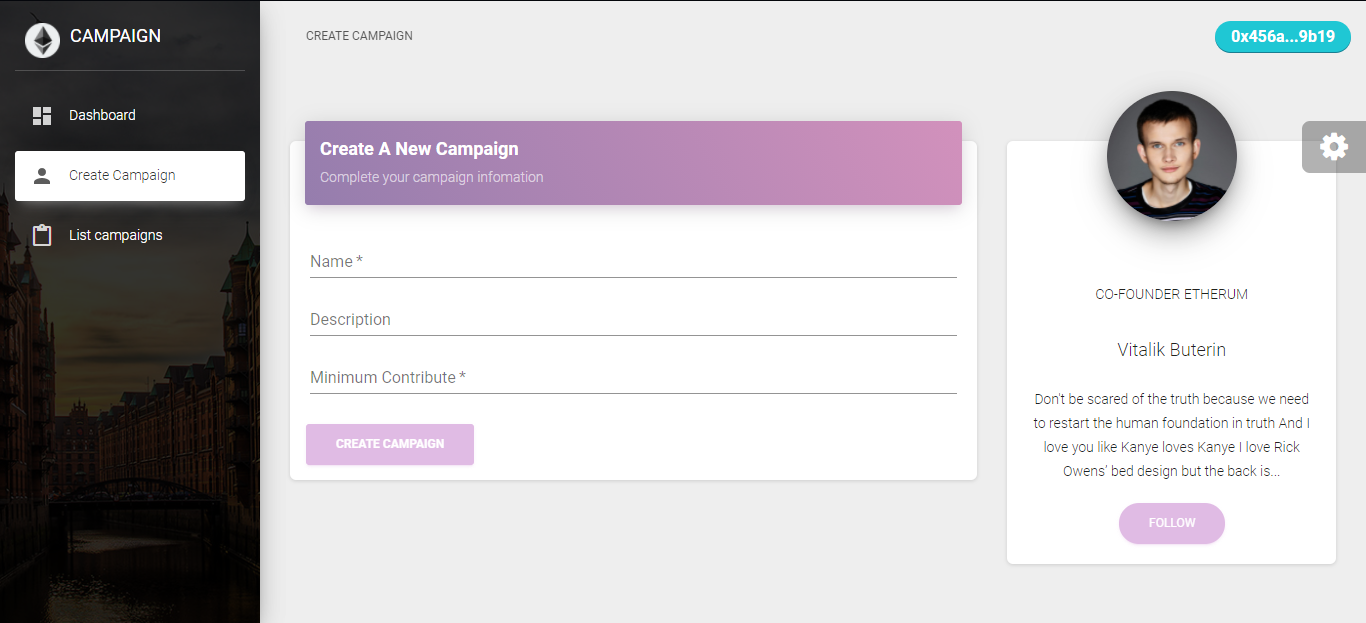 CAMPAIGN
Dashboard
Create Campaign
List campaigns
CREATE CAMPAIGN
0x456a...9b19
Create A New Campaign
Complete your campaign infomation
Name *
Description
Minimum Contribute *
CREATE CAMPAIGN
CO-FOUNDER ETHERUM
Vitalik Buterin
Don't be scared of the truth because we need
to restart the human foundation in truth And I
love you like Kanye loves Kanye I love Rick
Owens' bed design but the back is...
FOLLOW